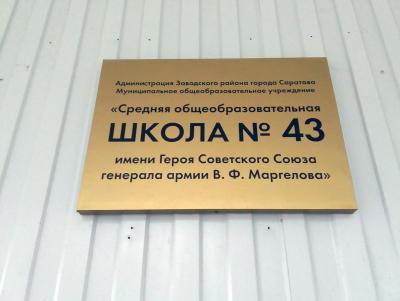 Администрация Заводского района города Саратова
Муниципальное общеобразовательное учреждение
«Средняя общеобразовательная
ШКОЛА № 43
имени Героя Советского Союза
генерала армии В. Ф. Маргелова»